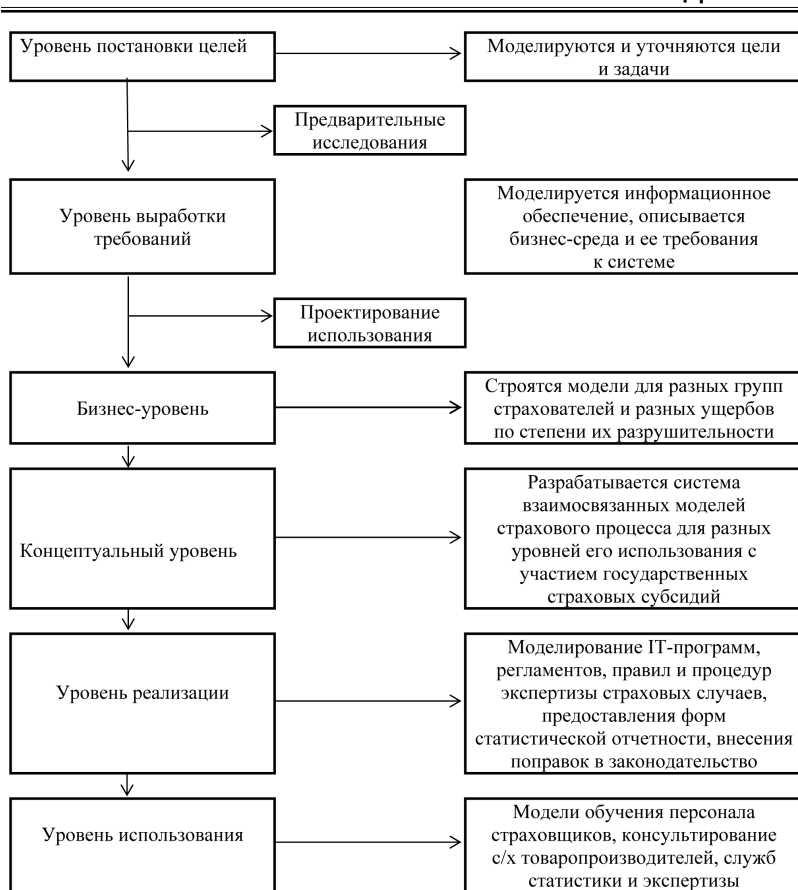 Уровень постановки целей
Моделируются и уточняются цели
и задачи
Предварительные
исследования
Уровень выработки
требований
Моделируется информационное
обеспечение, описывается
бизнес-среда и ее требования
к системе
Проектирование
использования
Бизнес-уровень
Строятся модели для разных групп
страхователей и разных ущербов
по степени их разрушительности
Концептуальный уровень
Разрабатывается система
взаимосвязанных моделей
страхового процесса для разных
уровней его использования с
участием государственных
страховых субсидий
Уровень реализации
Моделирование IT-программ,
регламентов, правил и процедур
экспертизы страховых случаев,
предоставления форм
статистической отчетности, внесения
поправок в законодательство
Уровень использования
Модели обучения персонала
страховщиков, консультирование
с/х товаропроизводителей, служб
статистики и экспертизы